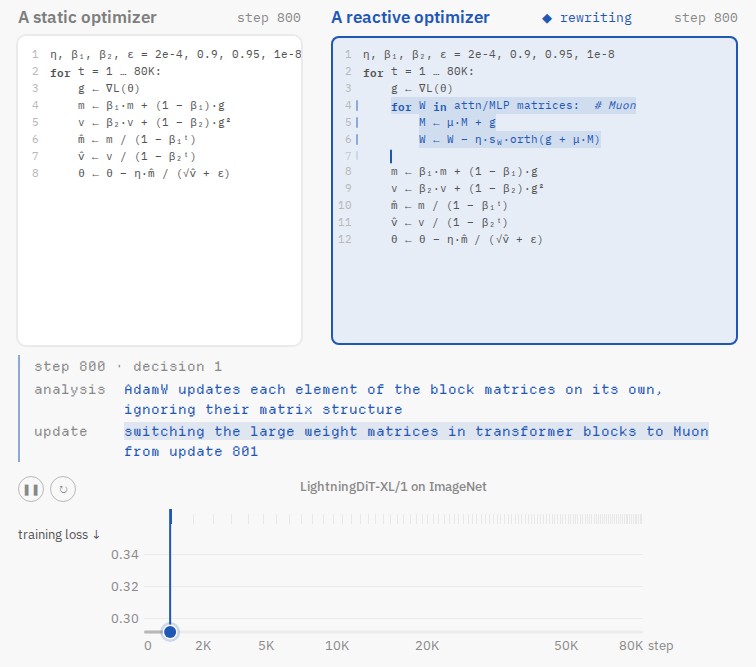 A static optimizer step 800
1 η, β₁, β₂, ε = 2e-4, 0.9, 0.95, 1e-8
2 for t = 1 … 80K:
3 g ← ∇L(θ)
4 m ← β₁·m + (1 − β₁)·g
5 v ← β₂·v + (1 − β₂)·g²
6 m̂ ← m / (1 − β₁ᵗ)
7 v̂ ← v / (1 − β₂ᵗ)
8 θ ← θ − η·m̂ / (√v̂ + ε)
A reactive optimizer ◆ rewriting step 800
1 η, β₁, β₂, ε = 2e-4, 0.9, 0.95, 1e-8
2 for t = 1 … 80K:
3 g ← ∇L(θ)
4 for W in attn/MLP matrices: # Muon
5 M ← μ·M + g
6 W ← W − η·s_W·orth(g + μ·M)
7
8 m ← β₁·m + (1 − β₁)·g
9 v ← β₂·v + (1 − β₂)·g²
10 m̂ ← m / (1 − β₁ᵗ)
11 v̂ ← v / (1 − β₂ᵗ)
12 θ ← θ − η·m̂ / (√v̂ + ε)
step 800 · decision 1
analysis AdamW updates each element of the block matrices on its own,
ignoring their matrix structure
update switching the large weight matrices in transformer blocks to Muon
from update 801
LightningDiT-XL/1 on ImageNet
training loss ↓
0.34
0.32
0.30
0 2K 5K 10K 20K 50K 80K step